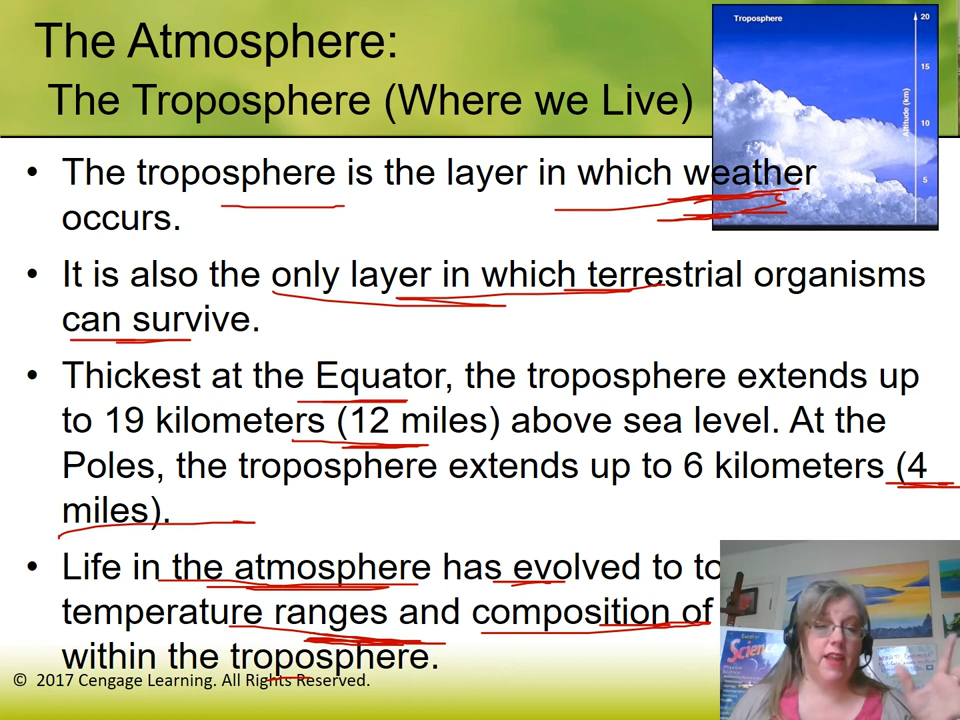 The Atmosphere:
The Troposphere (Where we Live)
Troposphere
20
15
10
5
Altitude (km)
• The troposphere is the layer in which weather
occurs.
• It is also the only layer in which terrestrial organisms
can survive.
• Thickest at the Equator, the troposphere extends up
to 19 kilometers (12 miles) above sea level. At the
Poles, the troposphere extends up to 6 kilometers (4
miles).
• Life in the atmosphere has evolved to to
temperature ranges and composition of
within the troposphere.
© 2017 Cengage Learning. All Rights Reserved.
Science